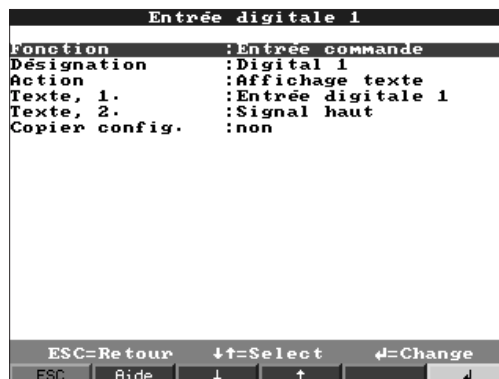 Entrée digitale 1
Fonction :Entrée commande
Désignation :Digital 1
Action :Affichage texte
Texte, 1. :Entrée digitale 1
Texte, 2. :Signal haut
Copier config. :non
ESC=Retour ↓↑=Select ↲=Change
ESC Aide ↓ ↑ ↲